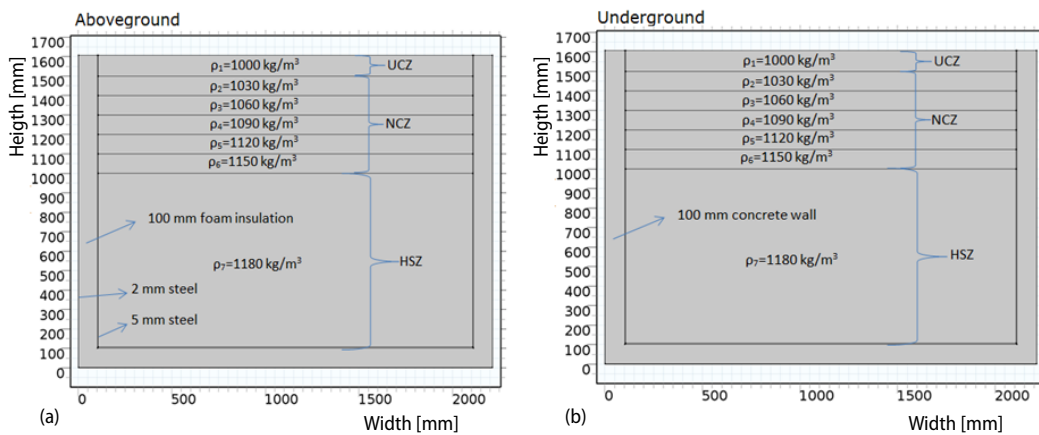 Aboveground
Heigth [mm]
1700
1600
1500
1400
1300
1200
1100
1000
900
800
700
600
500
400
300
200
100
0
ρ₁=1000 kg/m³
ρ₂=1030 kg/m³
ρ₃=1060 kg/m³
ρ₄=1090 kg/m³
ρ₅=1120 kg/m³
ρ₆=1150 kg/m³
ρ₇=1180 kg/m³
UCZ
NCZ
HSZ
100 mm foam insulation
2 mm steel
5 mm steel
0 500 1000 1500 2000
(a)
Width [mm]
Underground
Heigth [mm]
1700
1600
1500
1400
1300
1200
1100
1000
900
800
700
600
500
400
300
200
100
0
ρ₁=1000 kg/m³
ρ₂=1030 kg/m³
ρ₃=1060 kg/m³
ρ₄=1090 kg/m³
ρ₅=1120 kg/m³
ρ₆=1150 kg/m³
ρ₇=1180 kg/m³
UCZ
NCZ
HSZ
100 mm concrete wall
0 500 1000 1500 2000
(b)
Width [mm]